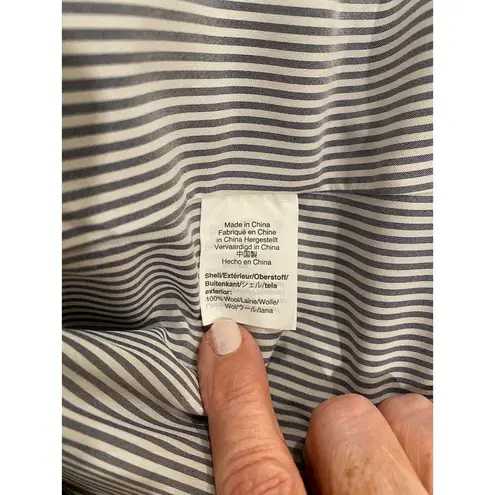 Made in China
Fabriqué en Chine
in China Hergestellt
Vervaardigd in China
中国製
Hecho en China
Shell/Extérieur/Oberstoff/
Buitenkant/シェル/tela
exterior:
100% Wool/Laine/Wolle/
Wol/ウール/lana